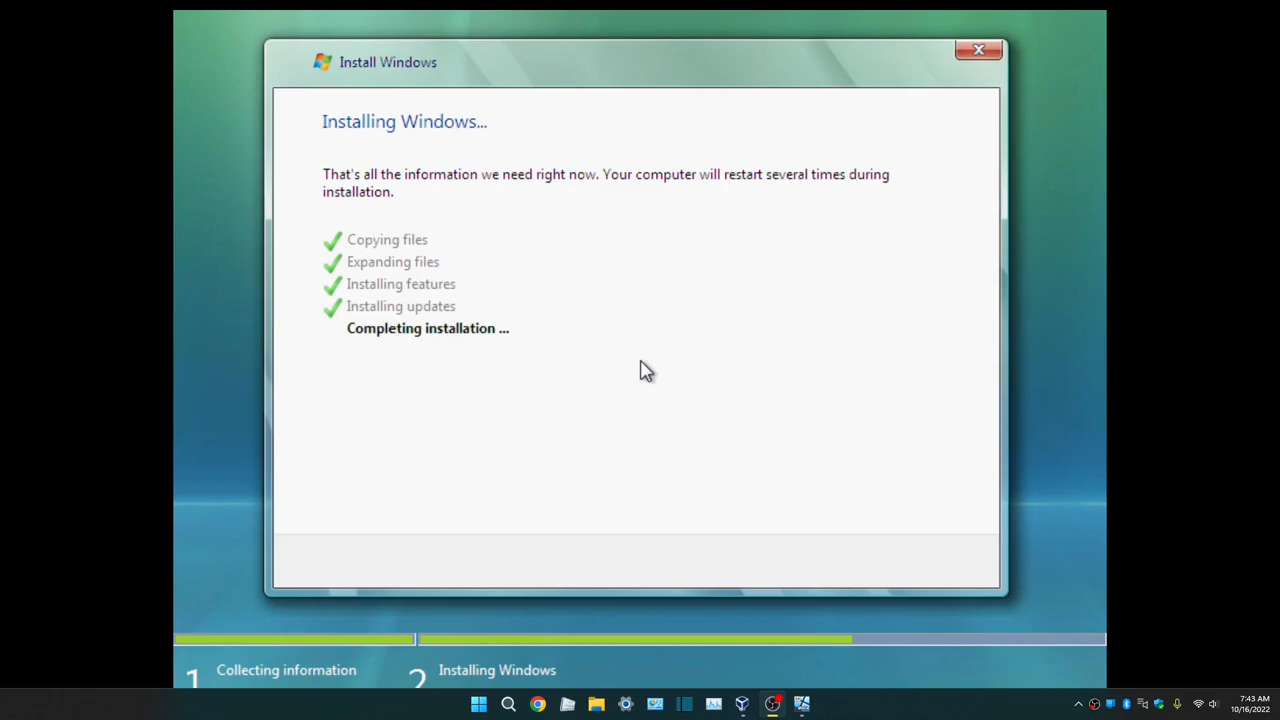 Install Windows
Installing Windows...
That's all the information we need right now. Your computer will restart several times during
installation.
Copying files
Expanding files
Installing features
Installing updates
Completing installation ...
1 Collecting information
2 Installing Windows
7:43 AM
10/16/2022